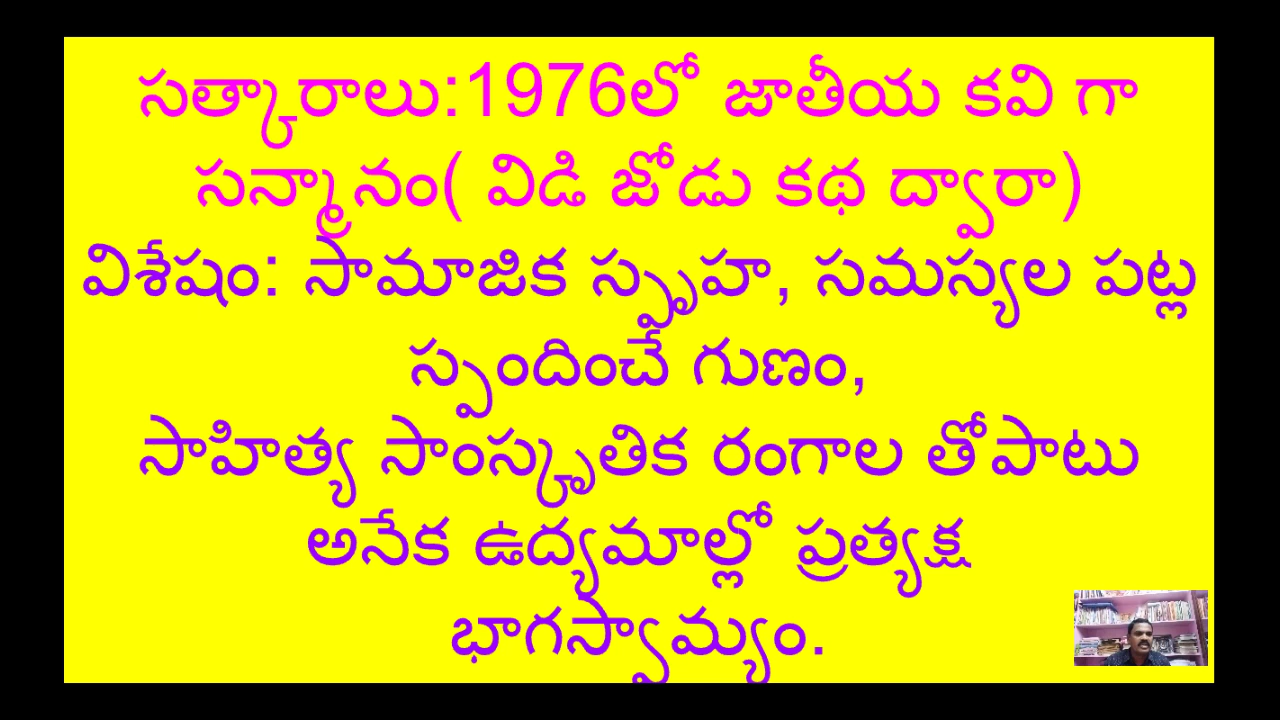 సత్కారాలు:1976లో జాతీయ కవి గా
సన్మానం( విడి జోడు కథ ద్వారా)
విశేషం: సామాజిక స్పృహ, సమస్యల పట్ల
స్పందించే గుణం,
సాహిత్య సాంస్కృతిక రంగాల తోపాటు
అనేక ఉద్యమాల్లో ప్రత్యక్ష
భాగస్వామ్యం.